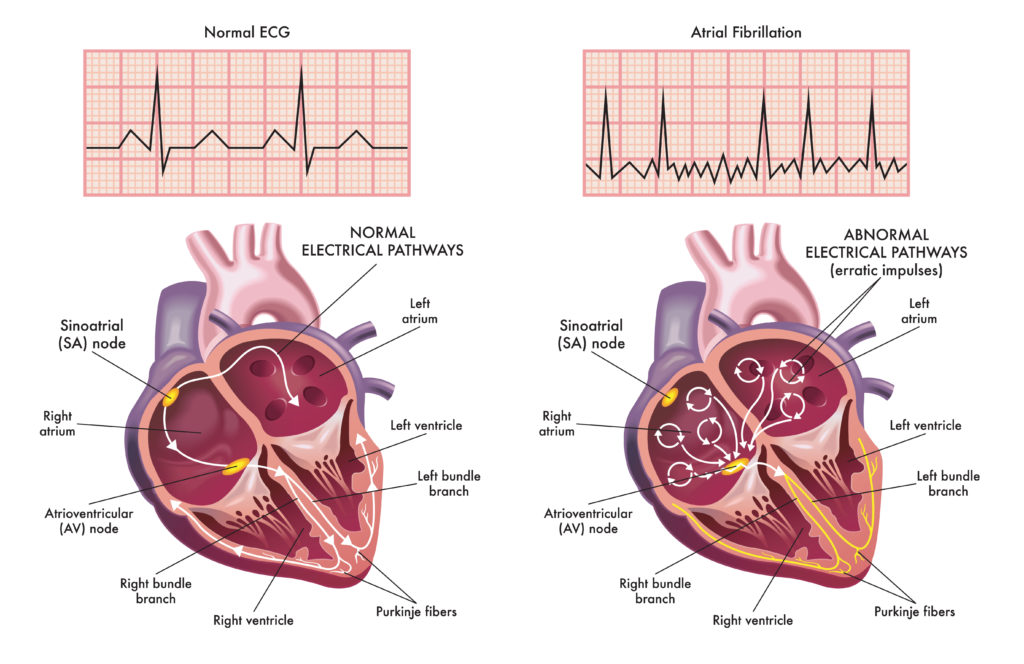 Normal ECG
NORMAL
ELECTRICAL PATHWAYS
Left
atrium
Sinoatrial
(SA) node
Right
atrium
Left ventricle
Left bundle
branch
Atrioventricular
(AV) node
Right bundle
branch
Purkinje fibers
Right ventricle
Atrial Fibrillation
ABNORMAL
ELECTRICAL PATHWAYS
(erratic impulses)
Left
atrium
Sinoatrial
(SA) node
Right
atrium
Left ventricle
Left bundle
branch
Atrioventricular
(AV) node
Right bundle
branch
Purkinje fibers
Right ventricle